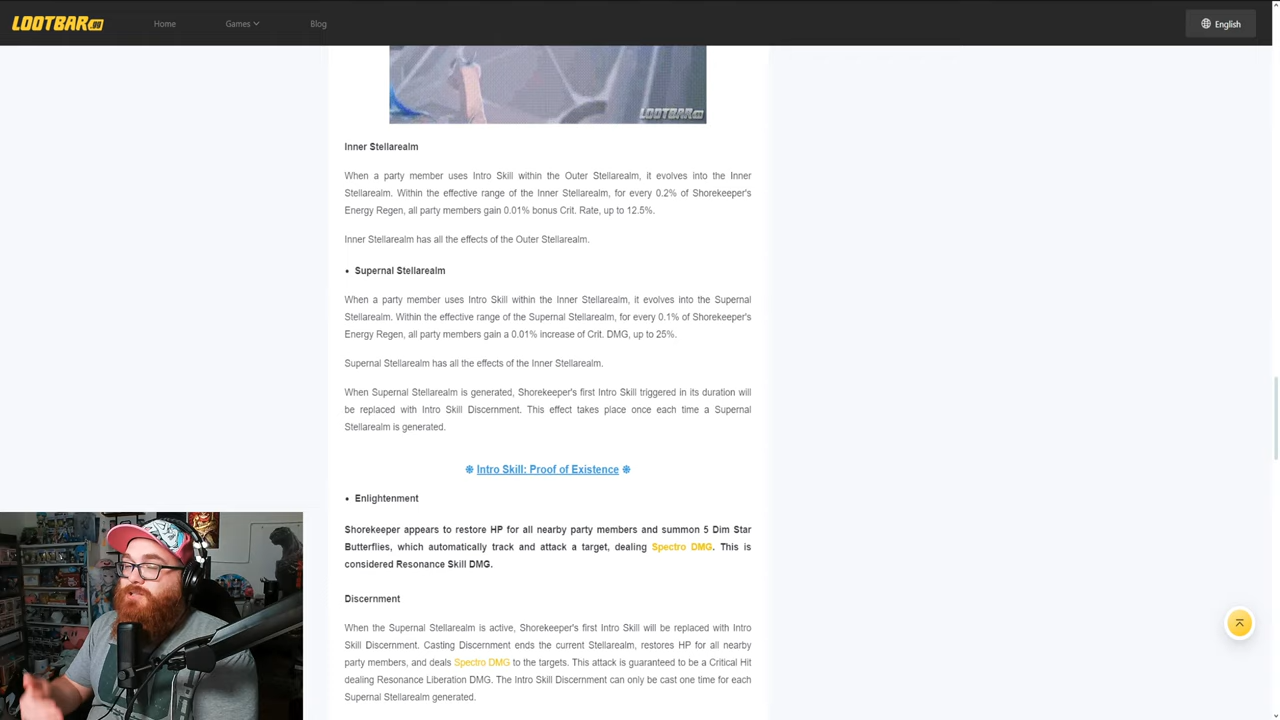 LOOTBAR.GG
Home
Games
Blog
English
LOOTBAR.GG
Inner Stellarealm
When a party member uses Intro Skill within the Outer Stellarealm, it evolves into the Inner
Stellarealm. Within the effective range of the Inner Stellarealm, for every 0.2% of Shorekeeper's
Energy Regen, all party members gain 0.01% bonus Crit. Rate, up to 12.5%.
Inner Stellarealm has all the effects of the Outer Stellarealm.
• Supernal Stellarealm
When a party member uses Intro Skill within the Inner Stellarealm, it evolves into the Supernal
Stellarealm. Within the effective range of the Supernal Stellarealm, for every 0.1% of Shorekeeper's
Energy Regen, all party members gain a 0.01% increase of Crit. DMG, up to 25%.
Supernal Stellarealm has all the effects of the Inner Stellarealm.
When Supernal Stellarealm is generated, Shorekeeper's first Intro Skill triggered in its duration will
be replaced with Intro Skill Discernment. This effect takes place once each time a Supernal
Stellarealm is generated.
❋ Intro Skill: Proof of Existence ❋
• Enlightenment
Shorekeeper appears to restore HP for all nearby party members and summon 5 Dim Star
Butterflies, which automatically track and attack a target, dealing Spectro DMG. This is
considered Resonance Skill DMG.
Discernment
When the Supernal Stellarealm is active, Shorekeeper's first Intro Skill will be replaced with Intro
Skill Discernment. Casting Discernment ends the current Stellarealm, restores HP for all nearby
party members, and deals Spectro DMG to the targets. This attack is guaranteed to be a Critical Hit
dealing Resonance Liberation DMG. The Intro Skill Discernment can only be cast one time for each
Supernal Stellarealm generated.